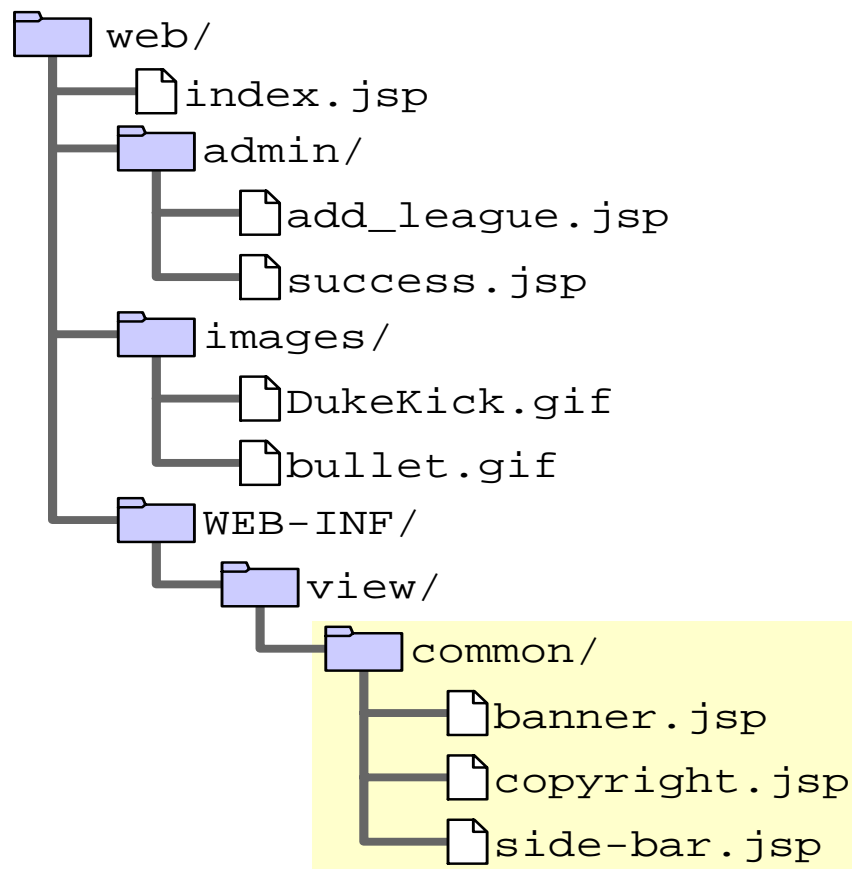 web/
index.jsp
admin/
add_league.jsp
success.jsp
images/
DukeKick.gif
bullet.gif
WEB-INF/
view/
common/
banner.jsp
copyright.jsp
side-bar.jsp